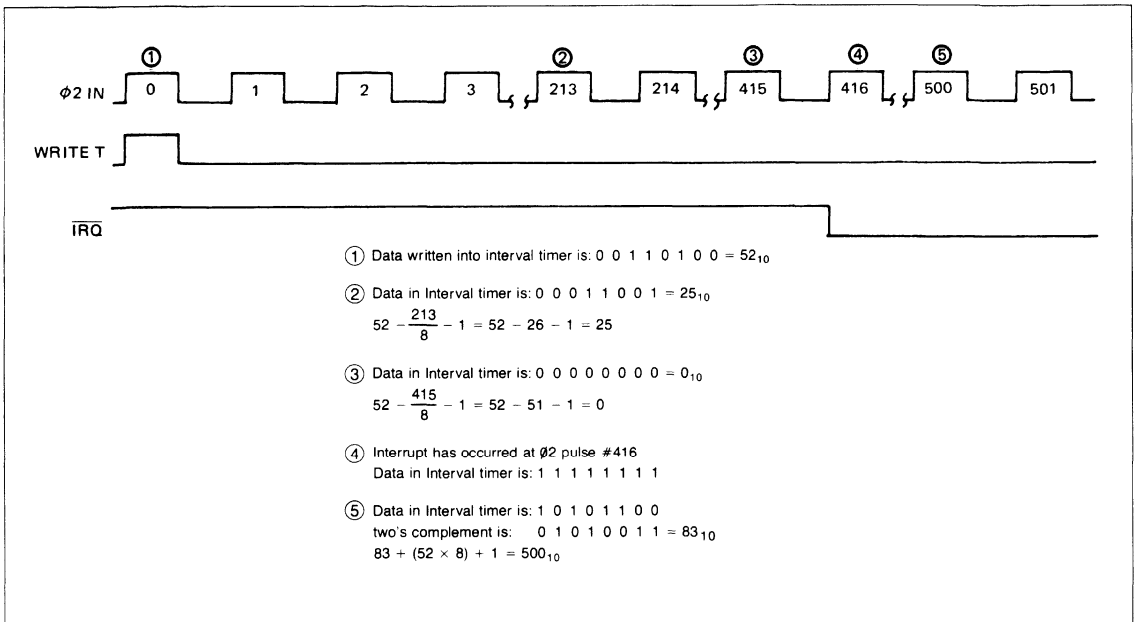 ① ② ③ ④ ⑤
φ2 IN 0 1 2 3 213 214 415 416 500 501
WRITE T
IRQ
① Data written into interval timer is: 0 0 1 1 0 1 0 0 = 52₁₀
② Data in Interval timer is: 0 0 0 1 1 0 0 1 = 25₁₀
52 - 213/8 - 1 = 52 - 26 - 1 = 25
③ Data in Interval timer is: 0 0 0 0 0 0 0 0 = 0₁₀
52 - 415/8 - 1 = 52 - 51 - 1 = 0
④ Interrupt has occurred at Ø2 pulse #416
Data in Interval timer is: 1 1 1 1 1 1 1 1
⑤ Data in Interval timer is: 1 0 1 0 1 1 0 0
two's complement is: 0 1 0 1 0 0 1 1 = 83₁₀
83 + (52 × 8) + 1 = 500₁₀